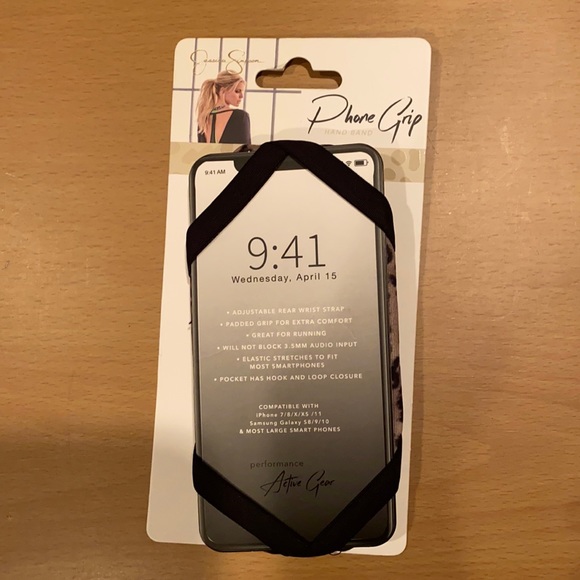 Jessica Simpson
Phone Grip
HAND BAND
9:41 AM
9:41
Wednesday, April 15
• ADJUSTABLE REAR WRIST STRAP
• PADDED GRIP FOR EXTRA COMFORT
• GREAT FOR RUNNING
• WILL NOT BLOCK 3.5MM AUDIO INPUT
• ELASTIC STRETCHES TO FIT
MOST SMARTPHONES
• POCKET HAS HOOK AND LOOP CLOSURE
COMPATIBLE WITH
iPhone 7/8/X/XS /11
Samsung Galaxy S8/9/10
& MOST LARGE SMART PHONES
performance
Active Gear